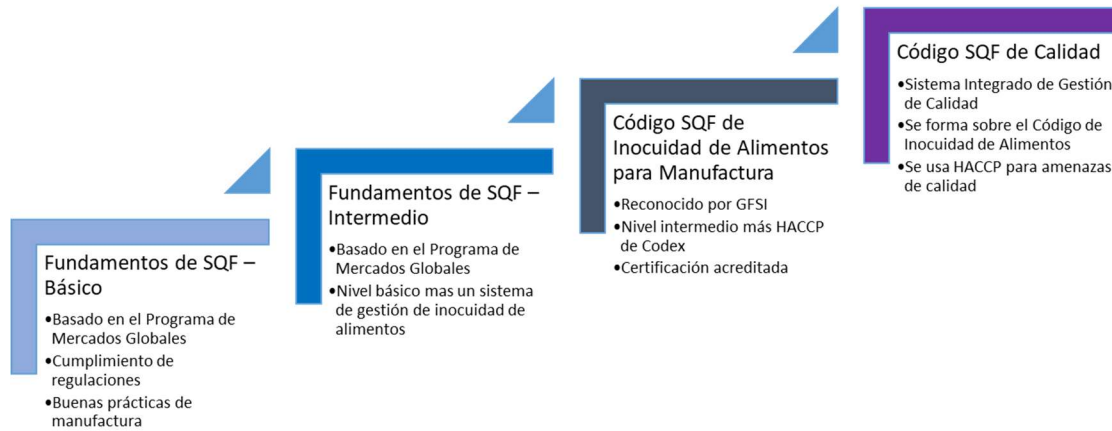 Fundamentos de SQF –
Básico
•Basado en el Programa de
Mercados Globales
•Cumplimiento de
regulaciones
•Buenas prácticas de
manufactura
Fundamentos de SQF –
Intermedio
•Basado en el Programa de
Mercados Globales
•Nivel básico mas un sistema
de gestión de inocuidad de
alimentos
Código SQF de
Inocuidad de Alimentos
para Manufactura
•Reconocido por GFSI
•Nivel intermedio más HACCP
de Codex
•Certificación acreditada
Código SQF de Calidad
•Sistema Integrado de Gestión
de Calidad
•Se forma sobre el Código de
Inocuidad de Alimentos
•Se usa HACCP para amenazas
de calidad